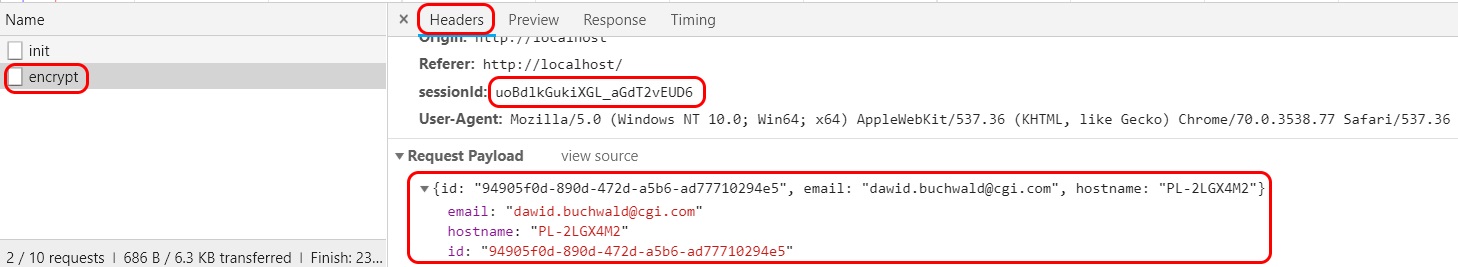 Name
init
encrypt
2 / 10 requests | 686 B / 6.3 KB transferred | Finish: 23...
× Headers Preview Response Timing
Origin: http://localhost
Referer: http://localhost/
sessionId: uoBdlkGukiXGL_aGdT2vEUD6
User-Agent: Mozilla/5.0 (Windows NT 10.0; Win64; x64) AppleWebKit/537.36 (KHTML, like Gecko) Chrome/70.0.3538.77 Safari/537.36
▼Request Payload view source
▼{id: "94905f0d-890d-472d-a5b6-ad77710294e5", email: "dawid.buchwald@cgi.com", hostname: "PL-2LGX4M2"}
email: "dawid.buchwald@cgi.com"
hostname: "PL-2LGX4M2"
id: "94905f0d-890d-472d-a5b6-ad77710294e5"